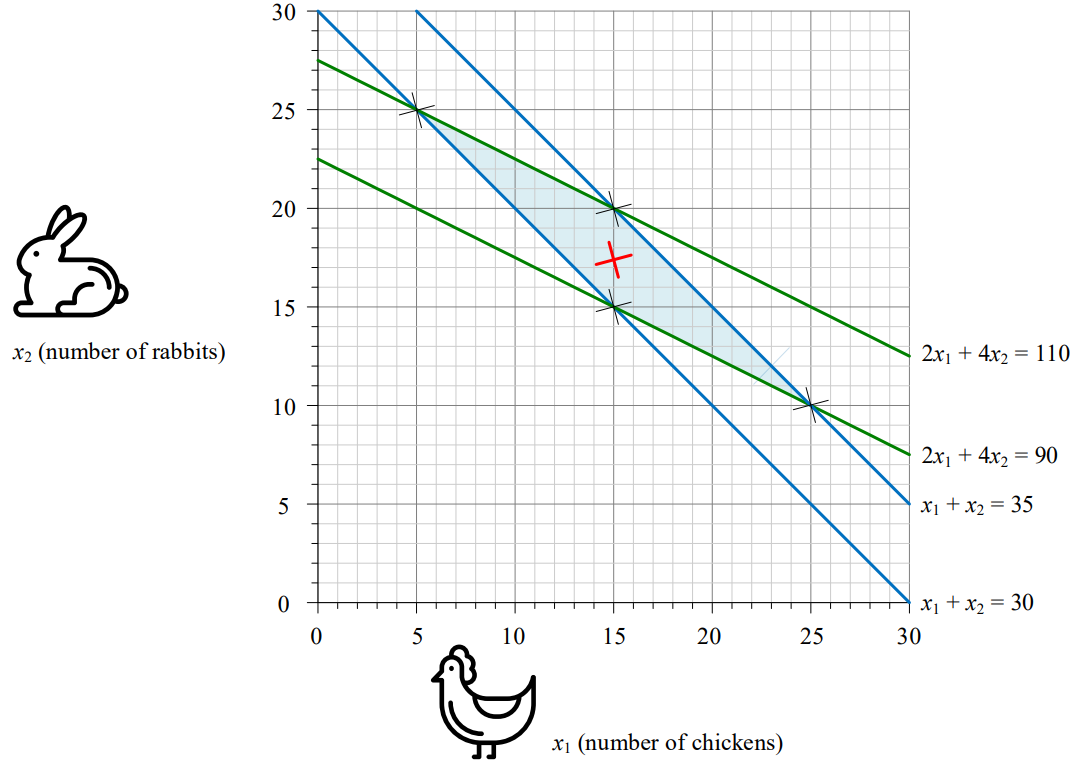 30
25
20
15
10
5
0
0 5 10 15 20 25 30
x₂ (number of rabbits)
2x₁ + 4x₂ = 110
2x₁ + 4x₂ = 90
x₁ + x₂ = 35
x₁ + x₂ = 30
x₁ (number of chickens)